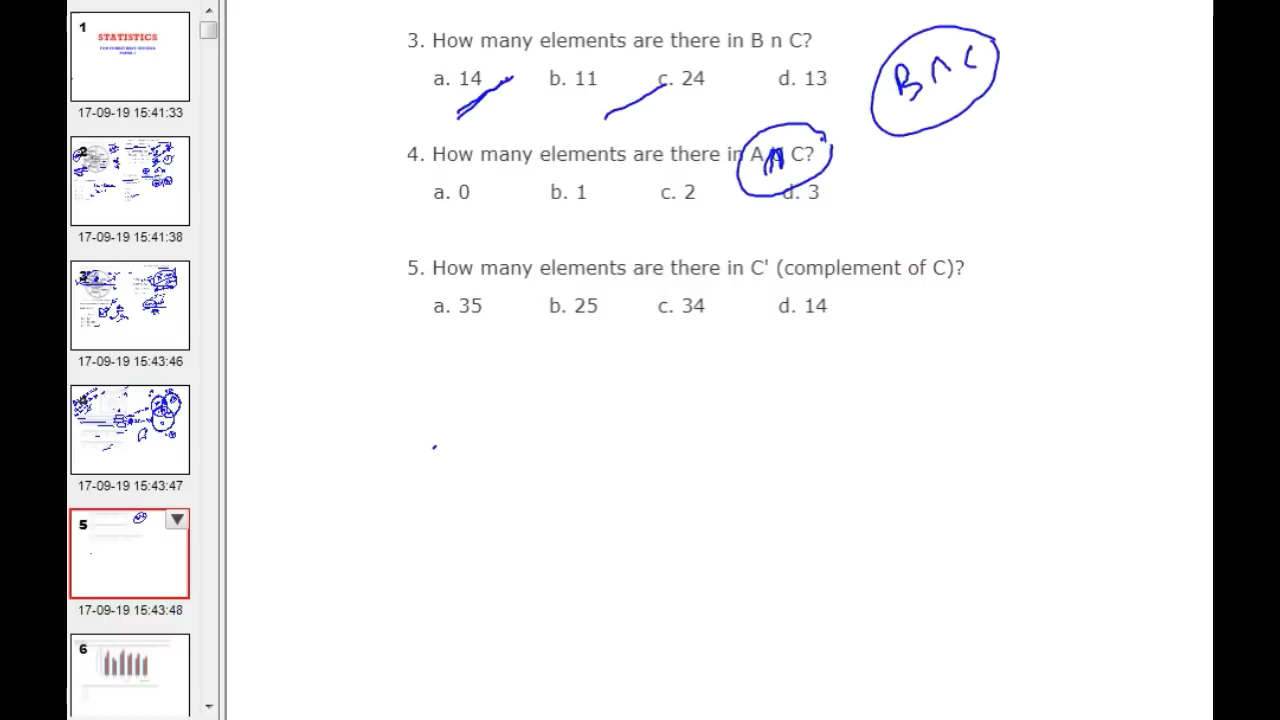 1
STATISTICS
17-09-19 15:41:33
2
17-09-19 15:41:38
3
17-09-19 15:43:46
17-09-19 15:43:47
5
17-09-19 15:43:48
6
3. How many elements are there in B n C?
a. 14 b. 11 c. 24 d. 13
B ∩ C
4. How many elements are there in A ∩ C?
a. 0 b. 1 c. 2 d. 3
5. How many elements are there in C' (complement of C)?
a. 35 b. 25 c. 34 d. 14